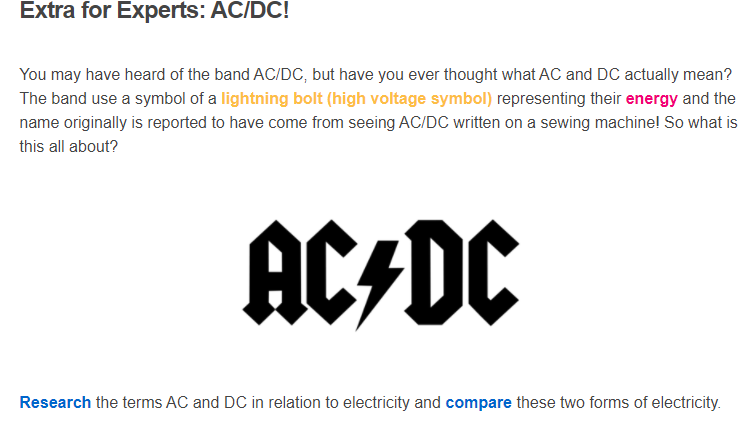 Extra for Experts: AC/DC!
You may have heard of the band AC/DC, but have you ever thought what AC and DC actually mean?
The band use a symbol of a lightning bolt (high voltage symbol) representing their energy and the
name originally is reported to have come from seeing AC/DC written on a sewing machine! So what is
this all about?
AC⚡DC
Research the terms AC and DC in relation to electricity and compare these two forms of electricity.